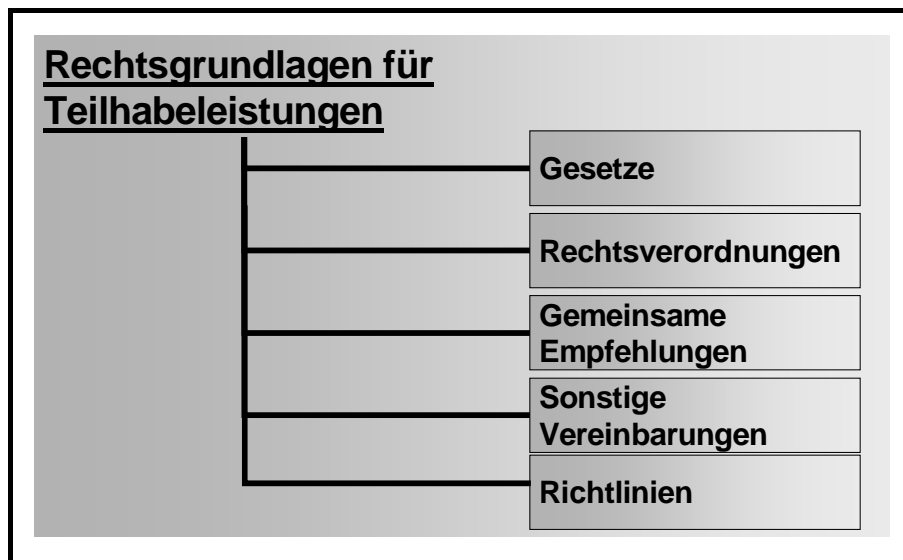 Rechtsgrundlagen für
Teilhabeleistungen
Gesetze
Rechtsverordnungen
Gemeinsame
Empfehlungen
Sonstige
Vereinbarungen
Richtlinien